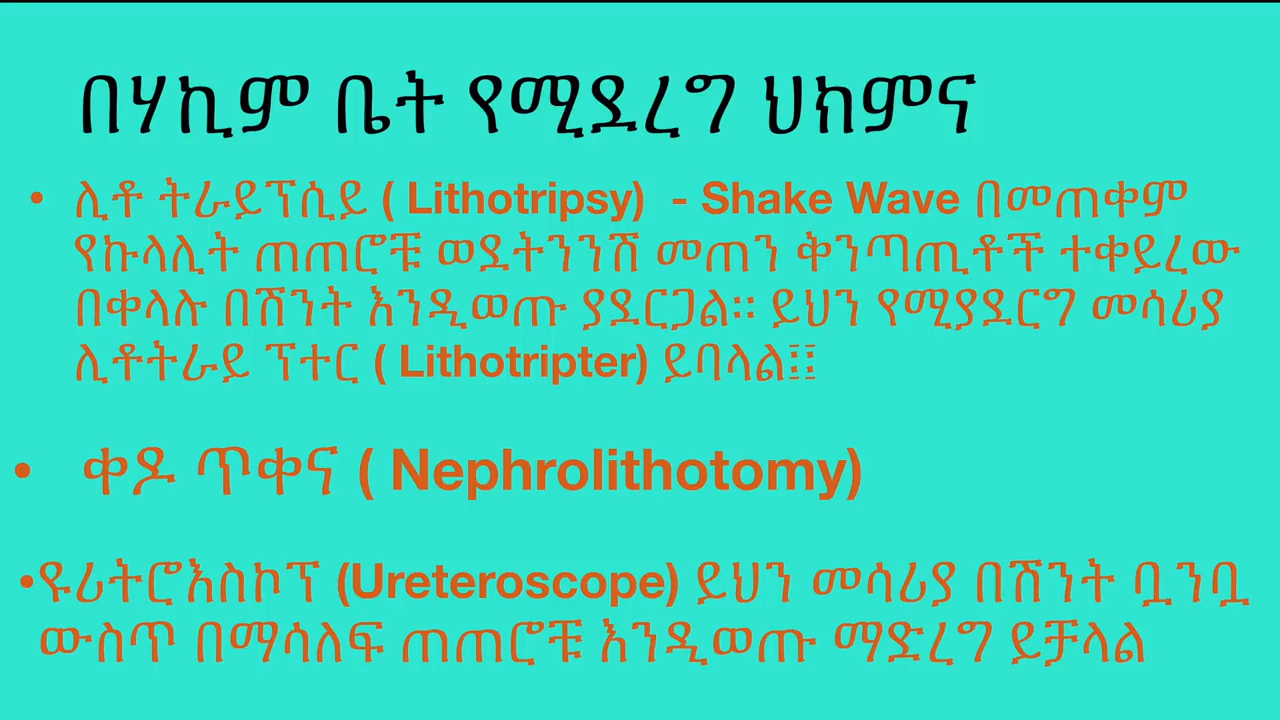 በሃኪም ቤት የሚደረግ ህክምና
• ሊቶ ትራይፕሲይ ( Lithotripsy) - Shake Wave በመጠቀም
የኩላሊት ጠጠሮቹ ወደትንንሽ መጠን ቅንጣጢቶች ተቀይረው
በቀላሉ በሽንት እንዲወጡ ያደርጋል። ይህን የሚያደርግ መሳሪያ
ሊቶትራይ ፕተር ( Lithotripter) ይባላል፤፤
• ቀዶ ጥቀና ( Nephrolithotomy)
•ዩሪትሮእስኮፕ (Ureteroscope) ይህን መሳሪያ በሽንት ቧንቧ
ውስጥ በማሳለፍ ጠጠሮቹ እንዲወጡ ማድረግ ይቻላል